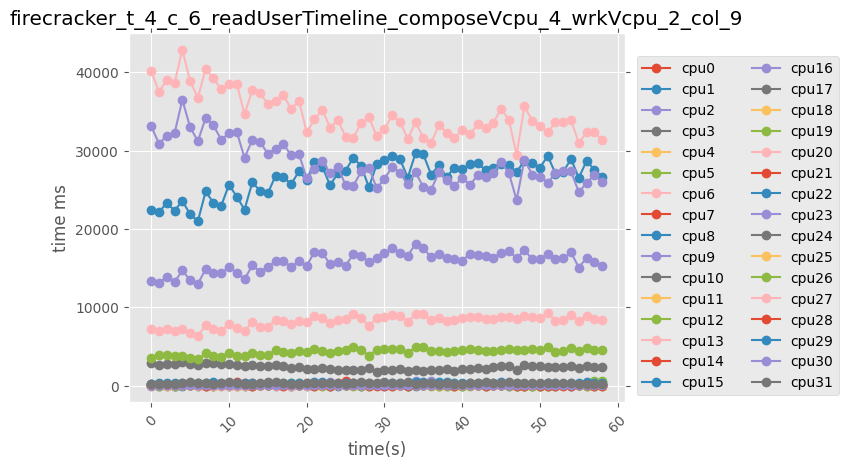 firecracker_t_4_c_6_readUserTimeline_composeVcpu_4_wrkVcpu_2_col_9
time ms
40000
30000
20000
10000
0
0
10
20
30
40
50
60
time(s)
cpu0
cpu1
cpu2
cpu3
cpu4
cpu5
cpu6
cpu7
cpu8
cpu9
cpu10
cpu11
cpu12
cpu13
cpu14
cpu15
cpu16
cpu17
cpu18
cpu19
cpu20
cpu21
cpu22
cpu23
cpu24
cpu25
cpu26
cpu27
cpu28
cpu29
cpu30
cpu31